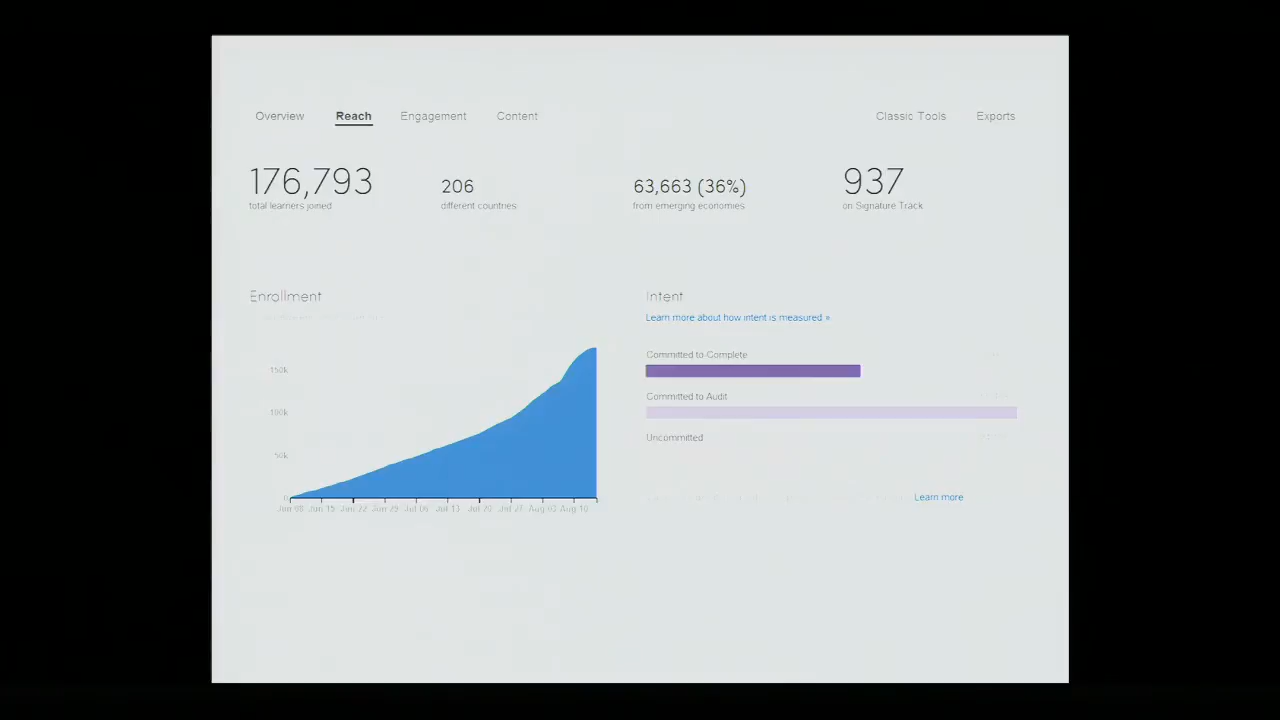 Overview Reach Engagement Content Classic Tools Exports
176,793 206 63,663 (36%) 937
total learners joined different countries from emerging economies on Signature Track
Enrollment Intent
Learn more about how intent is measured »
Committed to Complete
150k
Committed to Audit
100k
Uncommitted
50k
0
Learn more
Jun 08 Jun 15 Jun 22 Jun 29 Jul 06 Jul 13 Jul 20 Jul 27 Aug 03 Aug 10